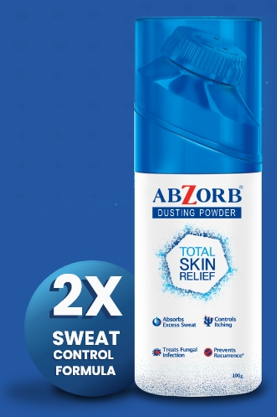 ABZORB®
DUSTING POWDER
TOTAL
SKIN
RELIEF
Absorbs
Excess Sweat
Controls
Itching
Treats Fungal
Infection
Prevents
Recurrence*
100g
2X
SWEAT
CONTROL
FORMULA